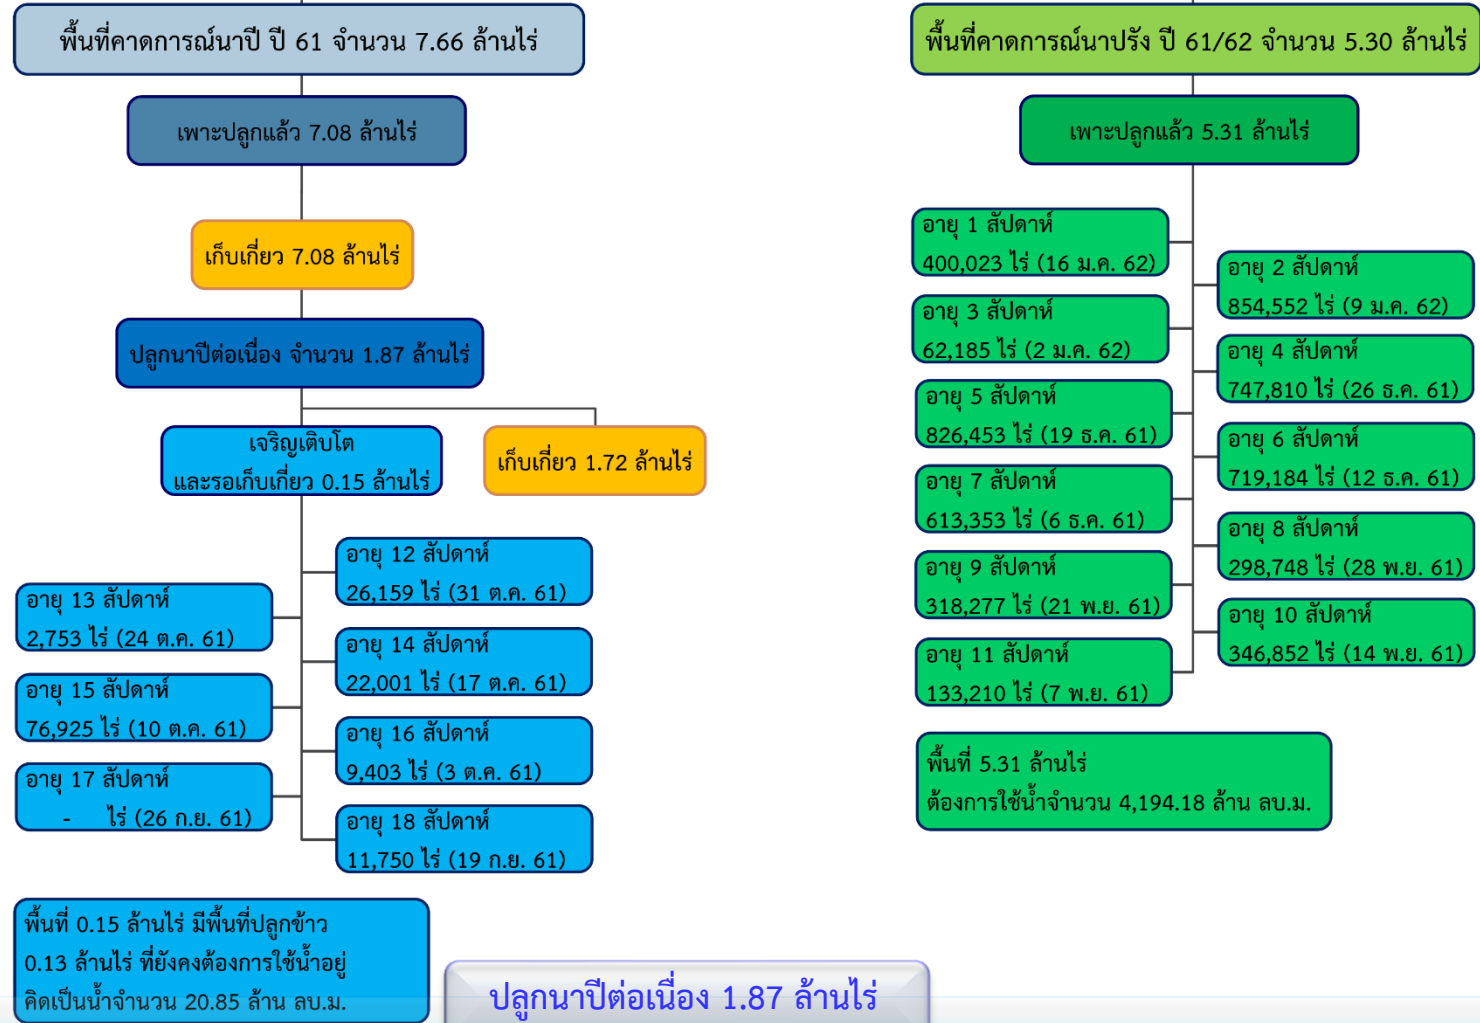 พื้นที่คาดการณ์นาปี ปี 61 จำนวน 7.66 ล้านไร่
เพาะปลูกแล้ว 7.08 ล้านไร่
เก็บเกี่ยว 7.08 ล้านไร่
ปลูกนาปีต่อเนื่อง จำนวน 1.87 ล้านไร่
เจริญเติบโต
และรอเก็บเกี่ยว 0.15 ล้านไร่
เก็บเกี่ยว 1.72 ล้านไร่
อายุ 12 สัปดาห์
26,159 ไร่ (31 ต.ค. 61)
อายุ 13 สัปดาห์
2,753 ไร่ (24 ต.ค. 61)
อายุ 14 สัปดาห์
22,001 ไร่ (17 ต.ค. 61)
อายุ 15 สัปดาห์
76,925 ไร่ (10 ต.ค. 61)
อายุ 16 สัปดาห์
9,403 ไร่ (3 ต.ค. 61)
อายุ 17 สัปดาห์
- ไร่ (26 ก.ย. 61)
อายุ 18 สัปดาห์
11,750 ไร่ (19 ก.ย. 61)
พื้นที่ 0.15 ล้านไร่ มีพื้นที่ปลูกข้าว
0.13 ล้านไร่ ที่ยังคงต้องการใช้น้ำอยู่
คิดเป็นน้ำจำนวน 20.85 ล้าน ลบ.ม.
ปลูกนาปีต่อเนื่อง 1.87 ล้านไร่
พื้นที่คาดการณ์นาปรัง ปี 61/62 จำนวน 5.30 ล้านไร่
เพาะปลูกแล้ว 5.31 ล้านไร่
อายุ 1 สัปดาห์
400,023 ไร่ (16 ม.ค. 62)
อายุ 2 สัปดาห์
854,552 ไร่ (9 ม.ค. 62)
อายุ 3 สัปดาห์
62,185 ไร่ (2 ม.ค. 62)
อายุ 4 สัปดาห์
747,810 ไร่ (26 ธ.ค. 61)
อายุ 5 สัปดาห์
826,453 ไร่ (19 ธ.ค. 61)
อายุ 6 สัปดาห์
719,184 ไร่ (12 ธ.ค. 61)
อายุ 7 สัปดาห์
613,353 ไร่ (6 ธ.ค. 61)
อายุ 8 สัปดาห์
298,748 ไร่ (28 พ.ย. 61)
อายุ 9 สัปดาห์
318,277 ไร่ (21 พ.ย. 61)
อายุ 10 สัปดาห์
346,852 ไร่ (14 พ.ย. 61)
อายุ 11 สัปดาห์
133,210 ไร่ (7 พ.ย. 61)
พื้นที่ 5.31 ล้านไร่
ต้องการใช้น้ำจำนวน 4,194.18 ล้าน ลบ.ม.